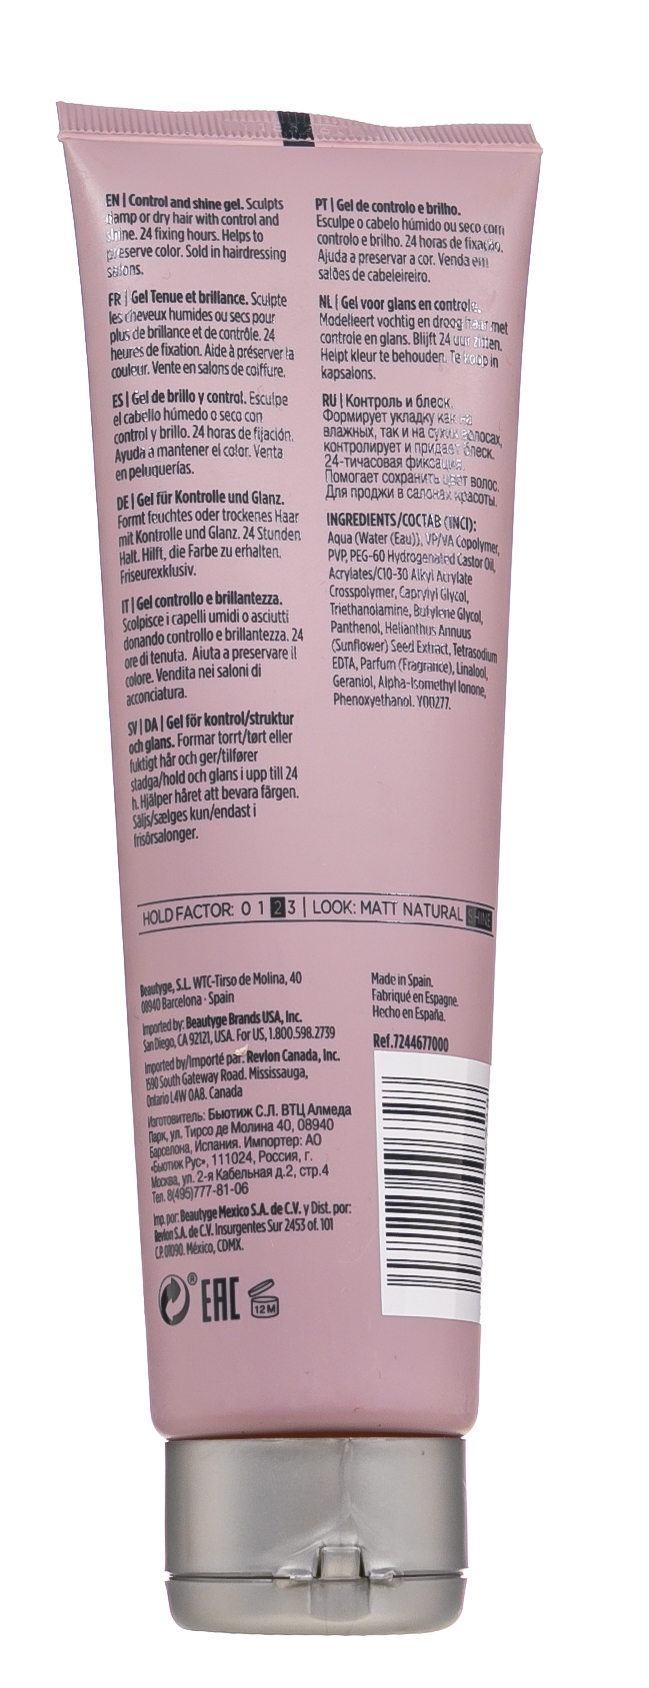 EN | Control and shine gel. Sculpts
damp or dry hair with control and
shine. 24 fixing hours. Helps to
preserve color. Sold in hairdressing
salons.
FR | Gel Tenue et brillance. Sculpte
les cheveux humides ou secs pour
plus de brillance et de contrôle. 24
heures de fixation. Aide à préserver la
couleur. Vente en salons de coiffure.
ES | Gel de brillo y control. Esculpe
el cabello húmedo o seco con
control y brillo. 24 horas de fijación.
Ayuda a mantener el color. Venta
en peluquerías.
DE | Gel für Kontrolle und Glanz.
Formt feuchtes oder trockenes Haar
mit Kontrolle und Glanz. 24 Stunden
Halt. Hilft, die Farbe zu erhalten.
Friseurexklusiv.
IT | Gel controllo e brillantezza.
Scolpisce i capelli umidi o asciutti
donando controllo e brillantezza. 24
ore di tenuta. Aiuta a preservare il
colore. Vendita nei saloni di
acconciatura.
SV | DA | Gel för kontrol/struktur
och glans. Formar torrt/tørt eller
fuktigt hår och ger/tilfører
stadga/hold och glans i upp till 24
h. Hjälper håret att bevara färgen.
Säljs/sælges kun/endast i
frisörsalonger.
PT | Gel de controlo e brilho.
Esculpe o cabelo húmido ou seco com
controlo e brilho. 24 horas de fixação.
Ajuda a preservar a cor. Venda em
salões de cabeleireiro.
NL | Gel voor glans en controle.
Modelleert vochtig en droog haar met
controle en glans. Blijft 24 uur zitten.
Helpt kleur te behouden. Te koop in
kapsalons.
RU | Контроль и блеск.
Формирует укладку как на
влажных, так и на сухих волосах,
контролирует и придает блеск.
24-тичасовая фиксация.
Помогает сохранить цвет волос.
Для проджи в салонах красоты.
INGREDIENTS/СОСТАВ (INCI):
Aqua (Water (Eau)), VP/VA Copolymer,
PVP, PEG-60 Hydrogenated Castor Oil,
Acrylates/C10-30 Alkyl Acrylate
Crosspolymer, Caprylyl Glycol,
Triethanolamine, Butylene Glycol,
Panthenol, Helianthus Annuus
(Sunflower) Seed Extract, Tetrasodium
EDTA, Parfum (Fragrance), Linalool,
Geraniol, Alpha-Isomethyl Ionone,
Phenoxyethanol. Y00277.
HOLD FACTOR: 0 1 2 3 | LOOK: MATT NATURAL SHINE
Beautyge, S.L. WTC-Tirso de Molina, 40
08940 Barcelona · Spain
Imported by: Beautyge Brands USA, Inc.
San Diego, CA 92121, USA. For US, 1.800.598.2739
Imported by/Importé par: Revlon Canada, Inc.
1590 South Gateway Road. Mississauga,
Ontario L4W 0A8. Canada
Изготовитель: Бьютиж С.Л. ВТЦ Алмеда
Парк, ул. Тирсо де Молина 40, 08940
Барселона, Испания. Импортер: АО
«Бьютиж Рус», 111024, Россия, г.
Москва, ул. 2-я Кабельная д.2, стр.4
Тел. 8(495)777-81-06
Imp. por: Beautyge Mexico S.A. de C.V. y Dist. por:
Revlon S.A. de C.V. Insurgentes Sur 2453 of. 101
C.P. 01090. México, CDMX.
Made in Spain.
Fabriqué en Espagne.
Hecho en España.
Ref.7244677000
® EAC 12 M